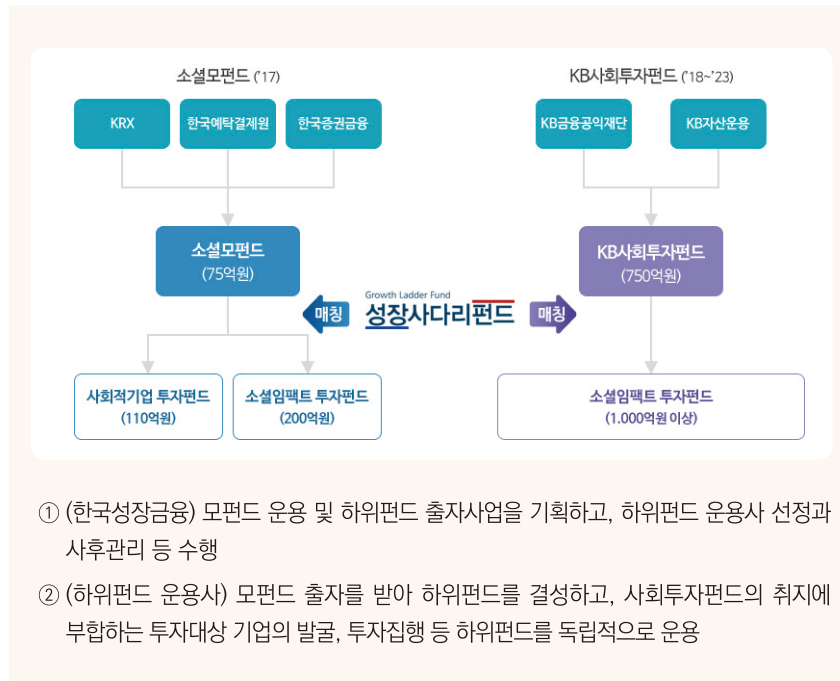 소셜모펀드 ('17)
KB사회투자펀드 ('18~'23)
KRX
한국예탁결제원
한국증권금융
KB금융공익재단
KB자산운용
소셜모펀드
(75억원)
KB사회투자펀드
(750억원)
매칭
Growth Ladder Fund
성장사다리펀드
매칭
사회적기업 투자펀드
(110억원)
소셜임팩트 투자펀드
(200억원)
소셜임팩트 투자펀드
(1.000억원 이상)
① (한국성장금융) 모펀드 운용 및 하위펀드 출자사업을 기획하고, 하위펀드 운용사 선정과
사후관리 등 수행
② (하위펀드 운용사) 모펀드 출자를 받아 하위펀드를 결성하고, 사회투자펀드의 취지에
부합하는 투자대상 기업의 발굴, 투자집행 등 하위펀드를 독립적으로 운용